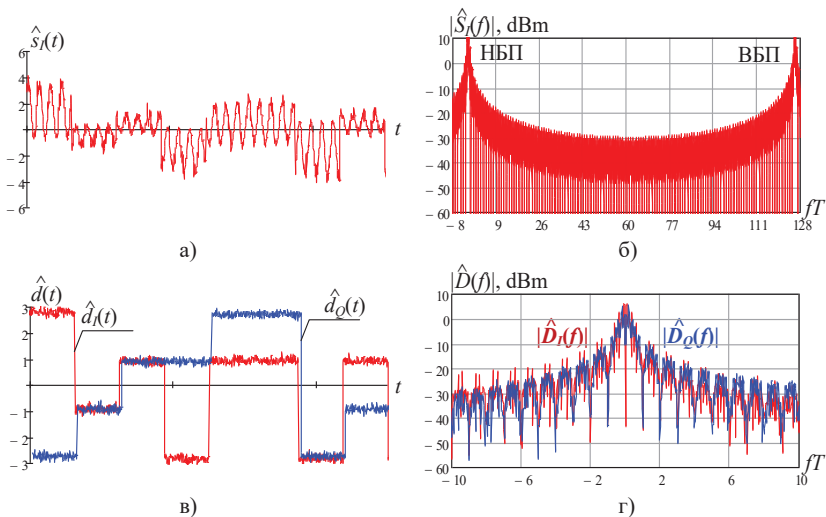 ŝ_I(t)
6
4
2
0
− 2
− 4
− 6
t
а)
|Ŝ_I(f)|, dBm
10
0
− 10
− 20
− 30
− 40
− 50
− 60
НБП
ВБП
− 8 9 26 43 60 77 94 111 128
fT
б)
d̂(t)
3
2
1
0
− 1
− 2
− 3
d̂_I(t)
d̂_Q(t)
t
в)
|D̂(f)|, dBm
10
0
− 10
− 20
− 30
− 40
− 50
− 60
|D̂_I(f)|
|D̂_Q(f)|
− 10 − 6 − 2 2 6 10
fT
г)